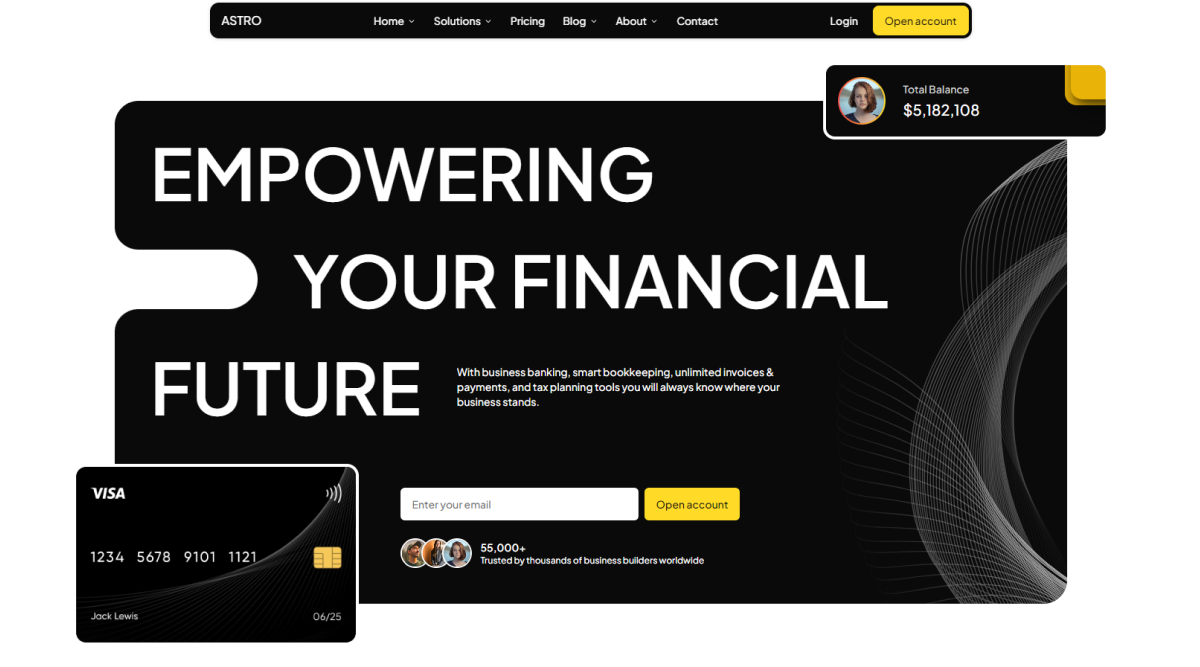 ASTRO
Home
Solutions
Pricing
Blog
About
Contact
Login
Open account
Total Balance
$5,182,108
EMPOWERING
YOUR FINANCIAL
FUTURE
With business banking, smart bookkeeping, unlimited invoices &
payments, and tax planning tools you will always know where your
business stands.
VISA
1234 5678 9101 1121
Jack Lewis
06/25
Enter your email
Open account
55,000+
Trusted by thousands of business builders worldwide